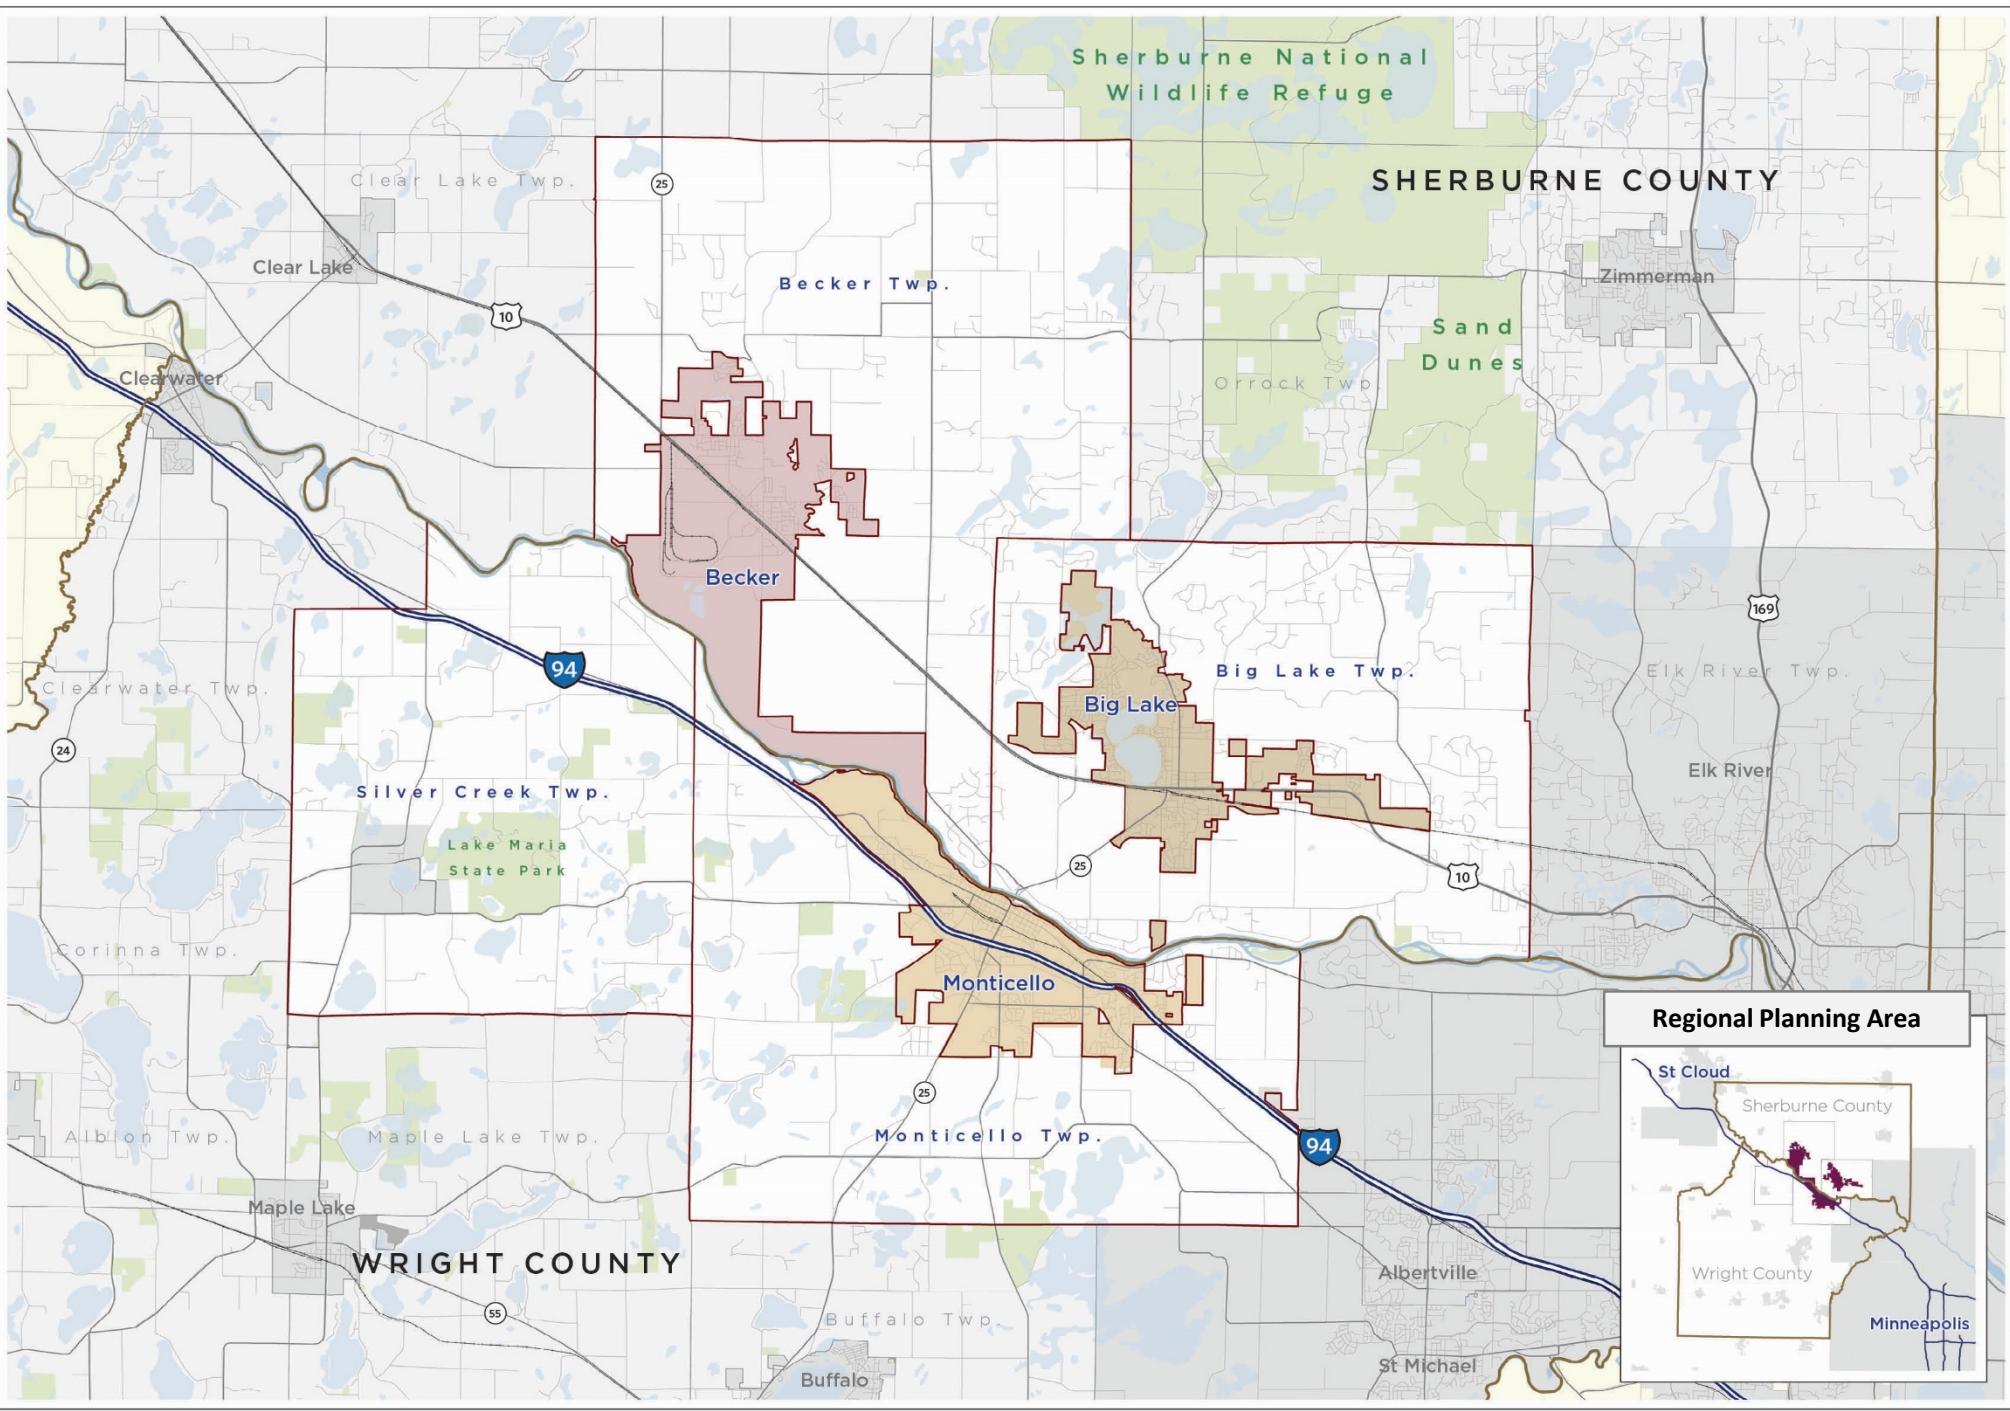 Sherburne National
Wildlife Refuge
SHERBURNE COUNTY
Clear Lake Twp.
25
Clear Lake
Zimmerman
Becker Twp.
10
Sand
Dunes
Clearwater
Orrock Twp.
Becker
169
94
Big Lake Twp.
Elk River Twp.
Clearwater Twp.
Big Lake
24
Elk River
Silver Creek Twp.
Lake Maria
State Park
25
10
Corinna Twp.
Monticello
Regional Planning Area
St Cloud
Sherburne County
Wright County
Minneapolis
25
Albion Twp.
Maple Lake Twp.
Monticello Twp.
94
Maple Lake
WRIGHT COUNTY
Albertville
55
Buffalo Twp.
St Michael
Buffalo